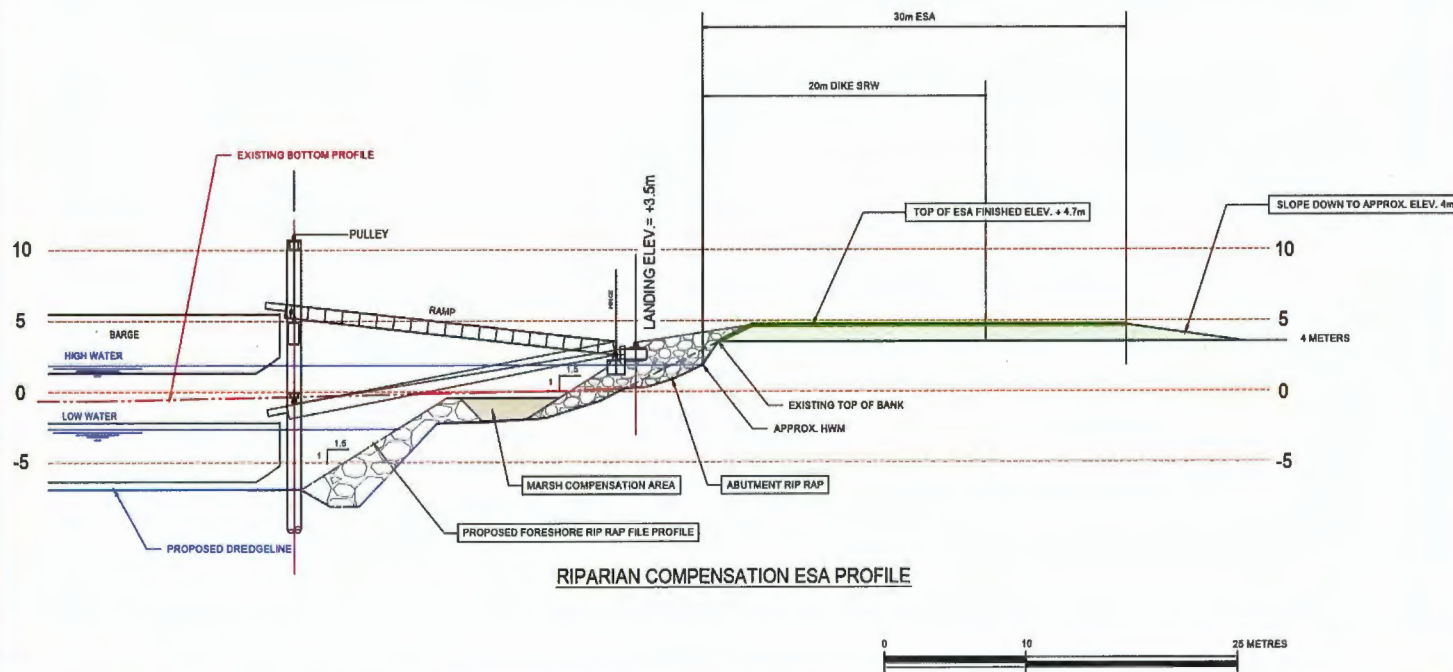 30m ESA
20m DIKE SRW
EXISTING BOTTOM PROFILE
LANDING ELEV. = +3.5m
TOP OF ESA FINISHED ELEV. + 4.7m
SLOPE DOWN TO APPROX. ELEV. 4m
PULLEY
10
10
HINGE
RAMP
5
5
BARGE
4 METERS
HIGH WATER
0
0
1.5
1
EXISTING TOP OF BANK
LOW WATER
APPROX. HWM
1.5
1
-5
-5
MARSH COMPENSATION AREA
ABUTMENT RIP RAP
PROPOSED FORESHORE RIP RAP FILE PROFILE
PROPOSED DREDGELINE
RIPARIAN COMPENSATION ESA PROFILE
0 10 25 METRES